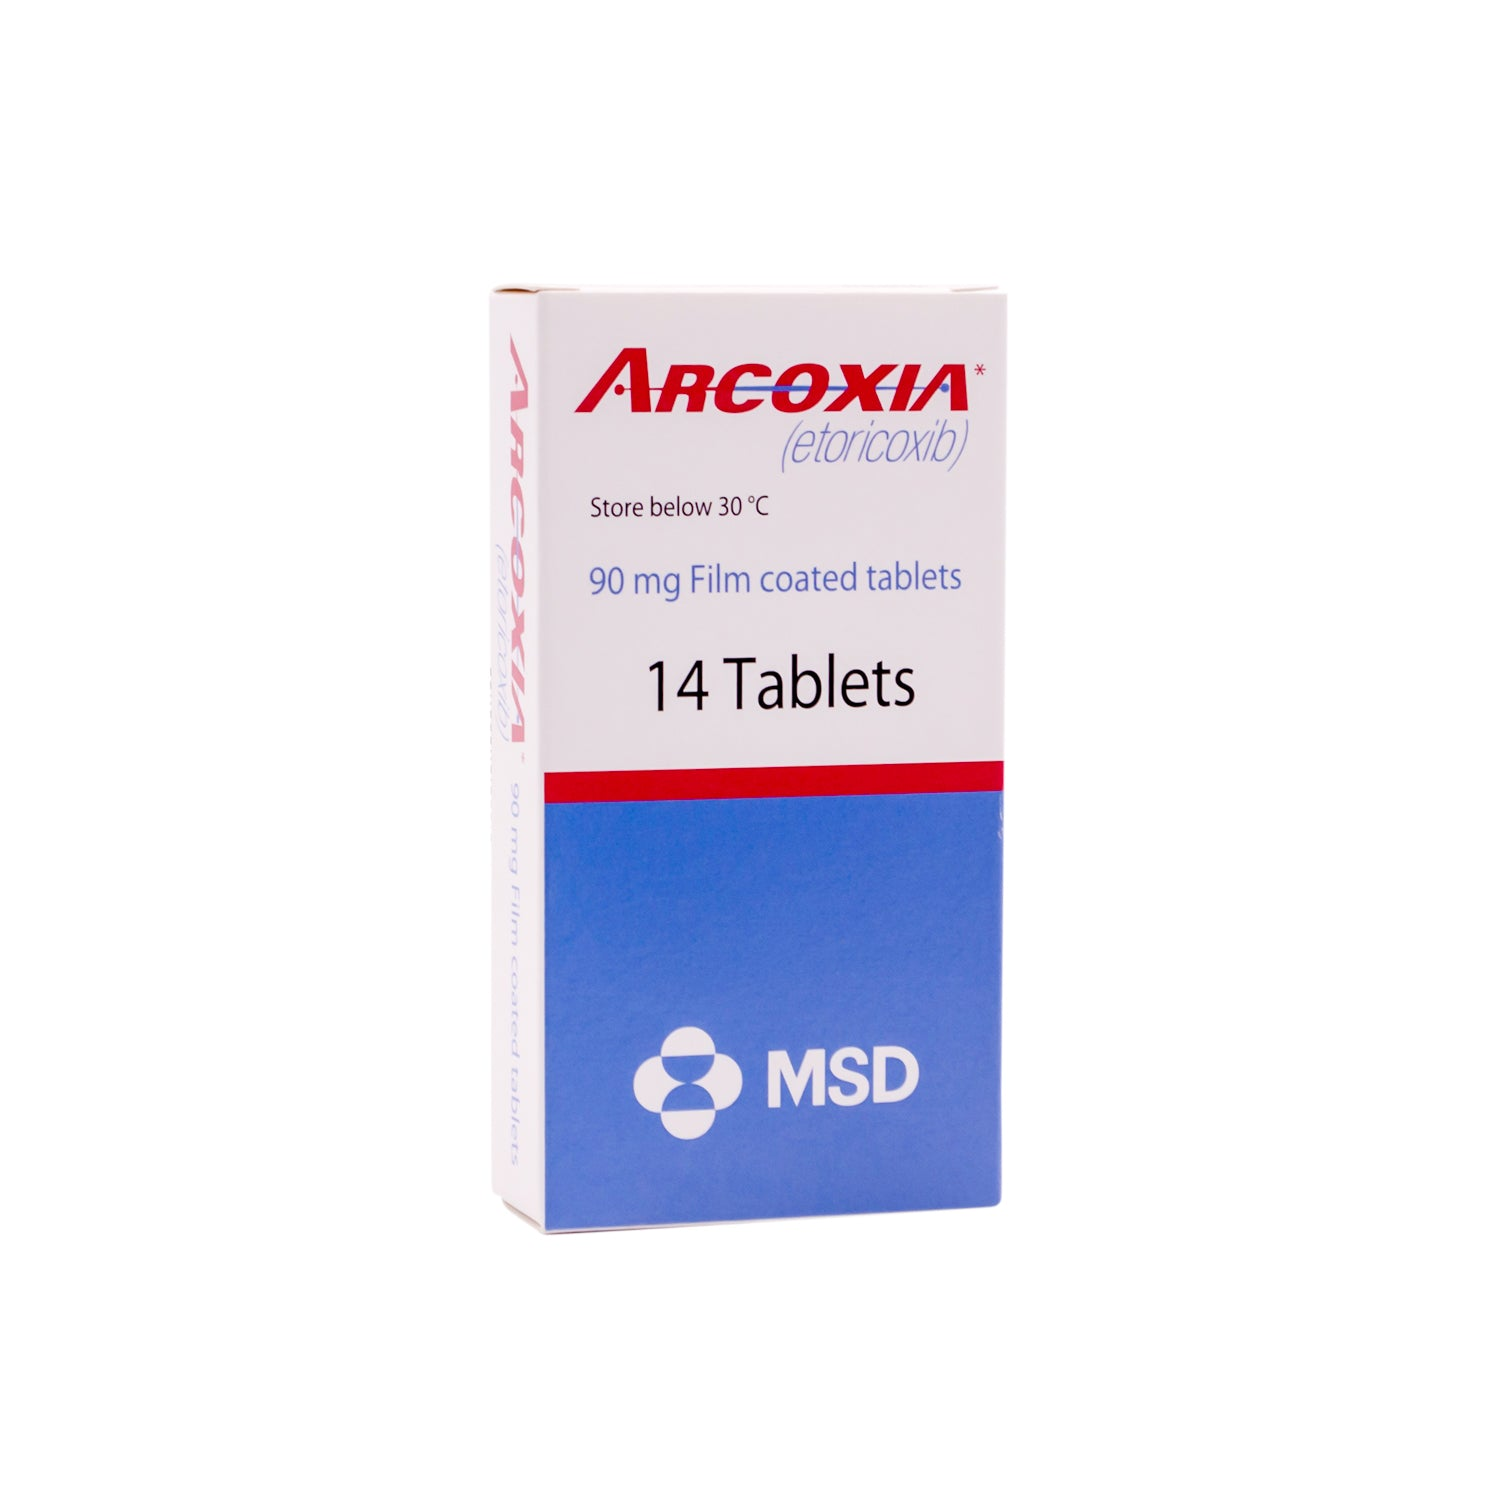 ARCOXIA*
(etoricoxib)
Store below 30 °C
90 mg Film coated tablets
14 Tablets
MSD
ARCOXIA*
(etoricoxib)
90 mg Film coated tablets